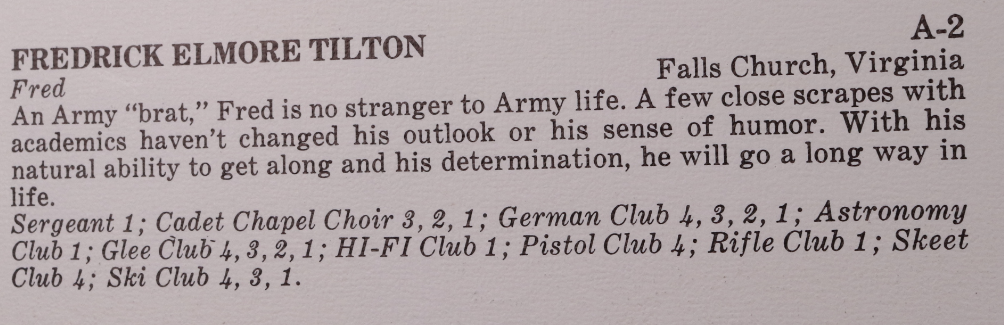 A-2
FREDRICK ELMORE TILTON
Falls Church, Virginia
Fred
An Army “brat,” Fred is no stranger to Army life. A few close scrapes with
academics haven’t changed his outlook or his sense of humor. With his
natural ability to get along and his determination, he will go a long way in
life.
Sergeant 1; Cadet Chapel Choir 3, 2, 1; German Club 4, 3, 2, 1; Astronomy
Club 1; Glee Club 4, 3, 2, 1; HI-FI Club 1; Pistol Club 4; Rifle Club 1; Skeet
Club 4; Ski Club 4, 3, 1.